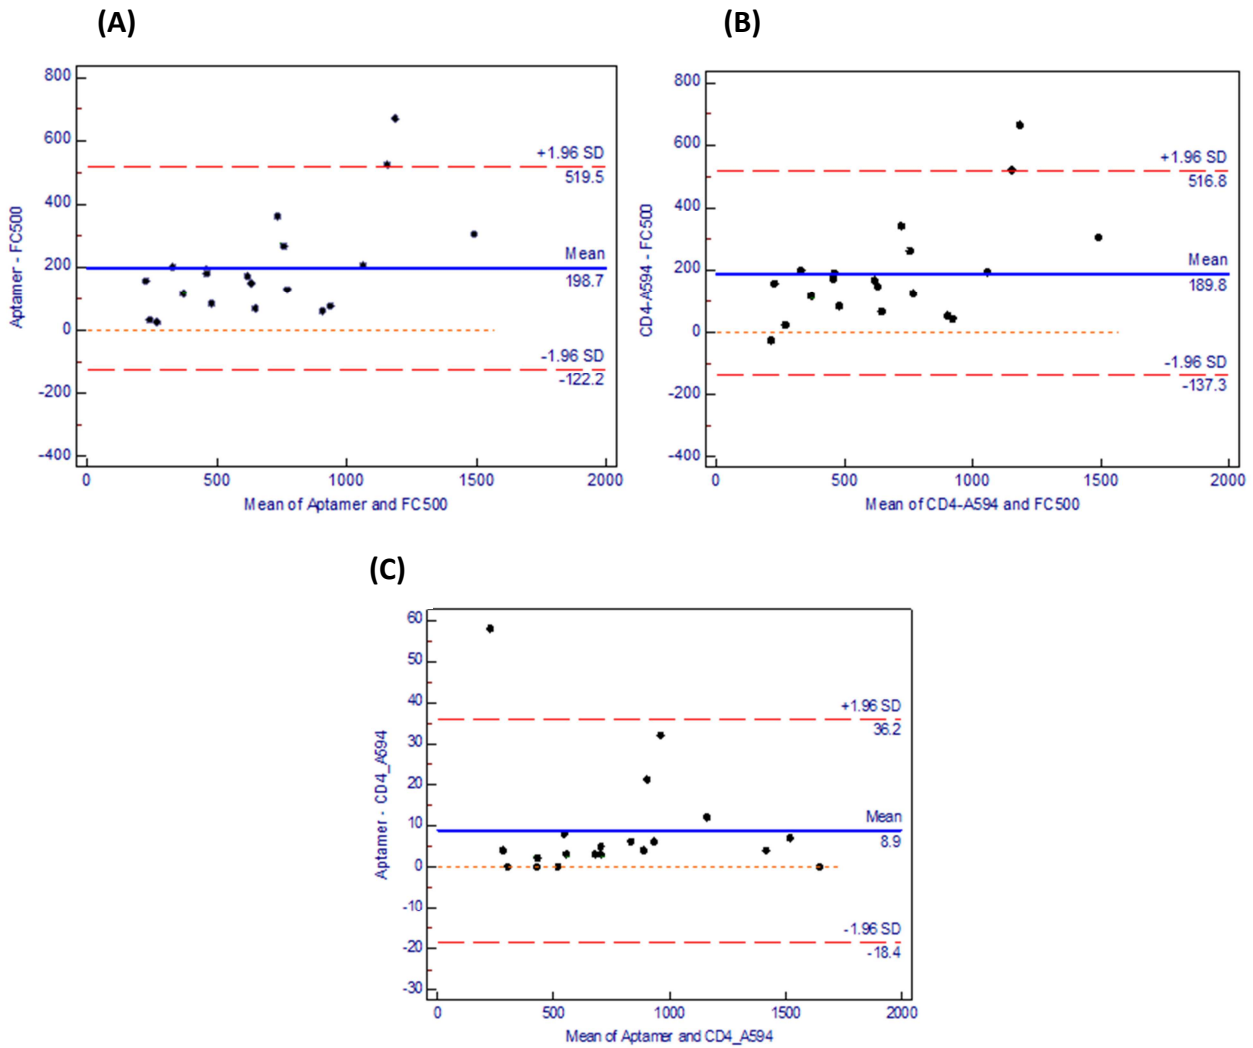 (A)
800
600
400
200
0
-200
-400
Aptamer - FC500
+1.96 SD
519.5
Mean
198.7
-1.96 SD
-122.2
0
500
1000
1500
2000
Mean of Aptamer and FC500
(B)
800
600
400
200
0
-200
-400
CD4-A594 - FC500
+1.96 SD
516.8
Mean
189.8
-1.96 SD
-137.3
0
500
1000
1500
2000
Mean of CD4-A594 and FC500
(C)
60
50
40
30
20
10
0
-10
-20
-30
Aptamer - CD4_A594
+1.96 SD
36.2
Mean
8.9
-1.96 SD
-18.4
0
500
1000
1500
2000
Mean of Aptamer and CD4_A594